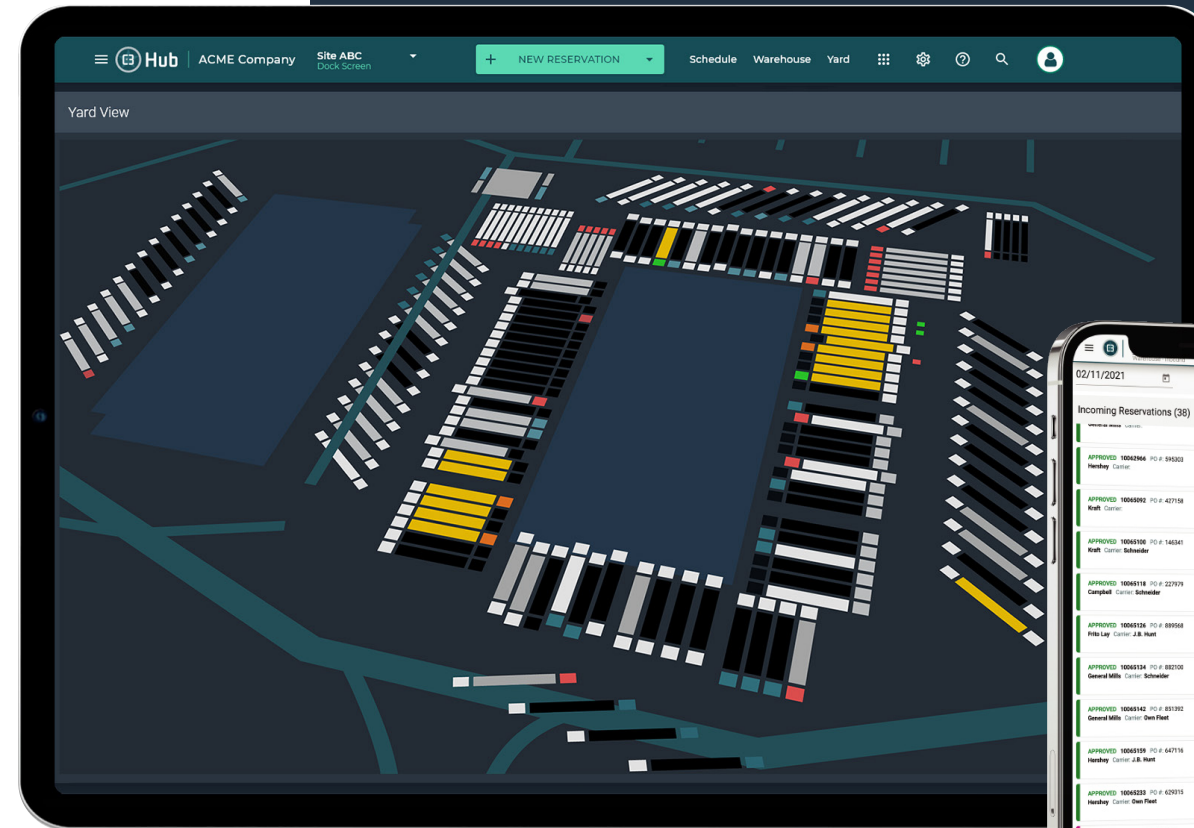 Hub
ACME Company
Site ABC
Dock Screen
+ NEW RESERVATION
Schedule
Warehouse
Yard
Yard View
02/11/2021
Incoming Reservations (38)
General Mills Carrier:
APPROVED 10062966 PO #: 595303
Hershey Carrier:
APPROVED 10065092 PO #: 427158
Kraft Carrier:
APPROVED 10065100 PO #: 146341
Kraft Carrier: Schneider
APPROVED 10065118 PO #: 227979
Campbell Carrier: Schneider
APPROVED 10065126 PO #: 889568
Frito Lay Carrier: J.B. Hunt
APPROVED 10065134 PO #: 882100
General Mills Carrier: Schneider
APPROVED 10065142 PO #: 851392
General Mills Carrier: Own Fleet
APPROVED 10065159 PO #: 647116
Hershey Carrier: J.B. Hunt
APPROVED 10065233 PO #: 629315
Hershey Carrier: Own Fleet